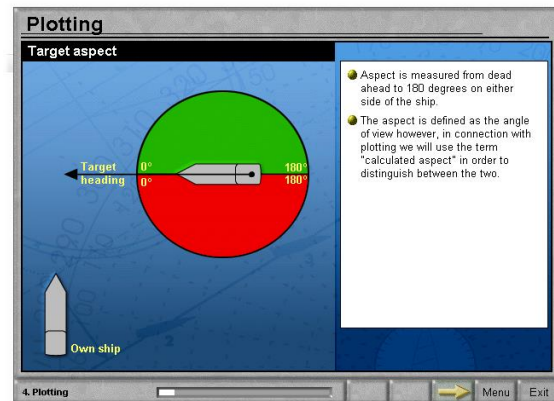 Plotting
Target aspect
Aspect is measured from dead
ahead to 180 degrees on either
side of the ship.
The aspect is defined as the angle
of view however, in connection with
plotting we will use the term
"calculated aspect" in order to
distinguish between the two.
Target 0° 180°
heading 0° 180°
Own ship
2
4. Plotting
Menu Exit